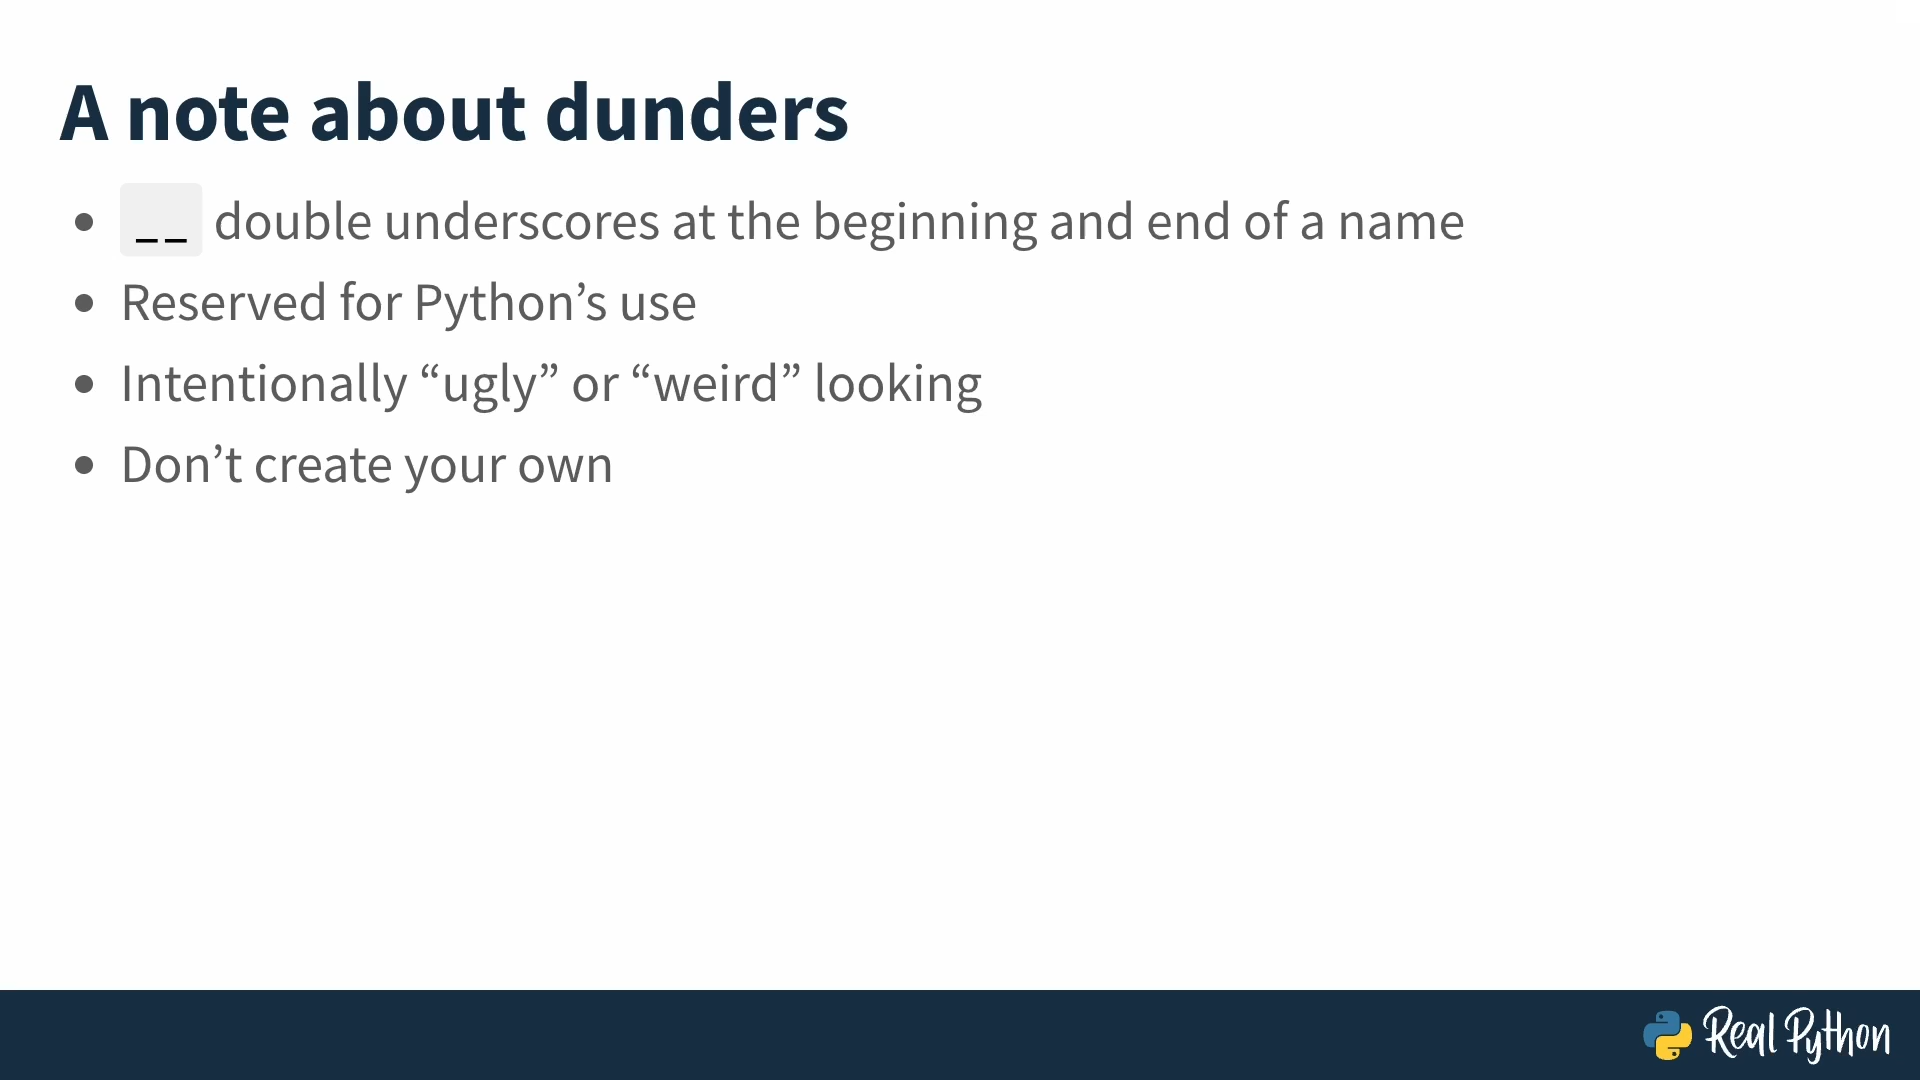 A note about dunders
__ double underscores at the beginning and end of a name
Reserved for Python’s use
Intentionally “ugly” or “weird” looking
Don’t create your own
Real Python